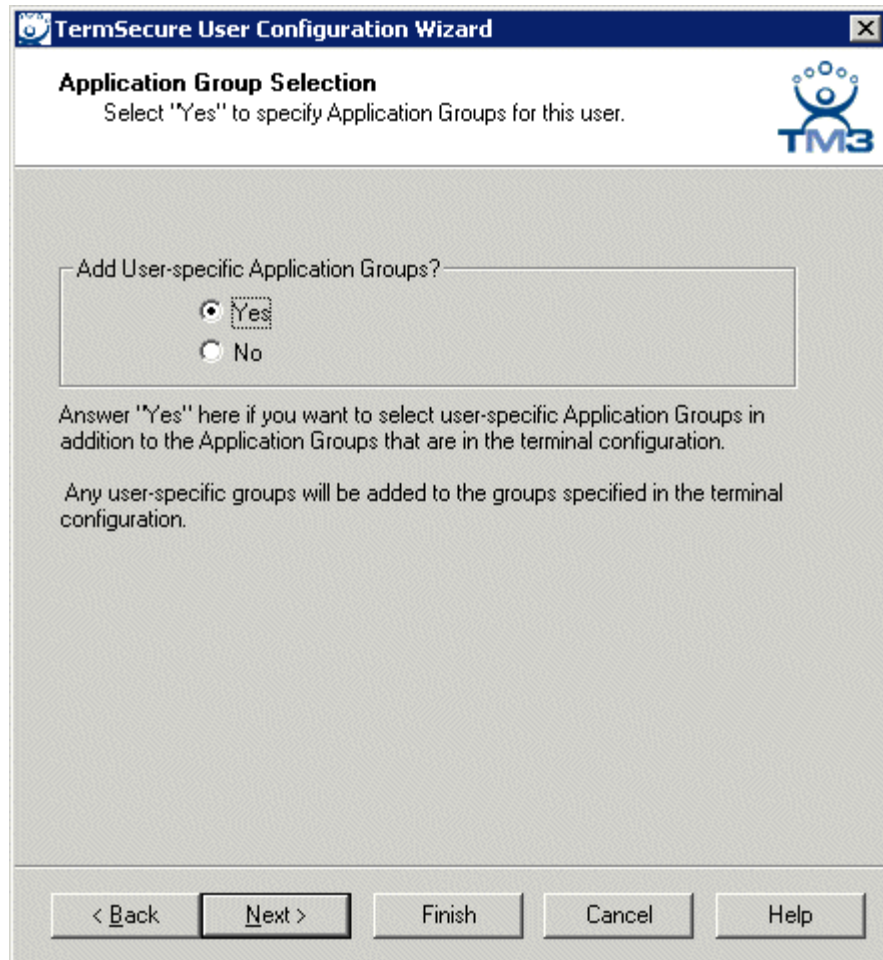 TermSecure User Configuration Wizard
Application Group Selection
Select "Yes" to specify Application Groups for this user.
TM3
Add User-specific Application Groups?
Yes
No
Answer "Yes" here if you want to select user-specific Application Groups in
addition to the Application Groups that are in the terminal configuration.
Any user-specific groups will be added to the groups specified in the terminal
configuration.
< Back Next > Finish Cancel Help